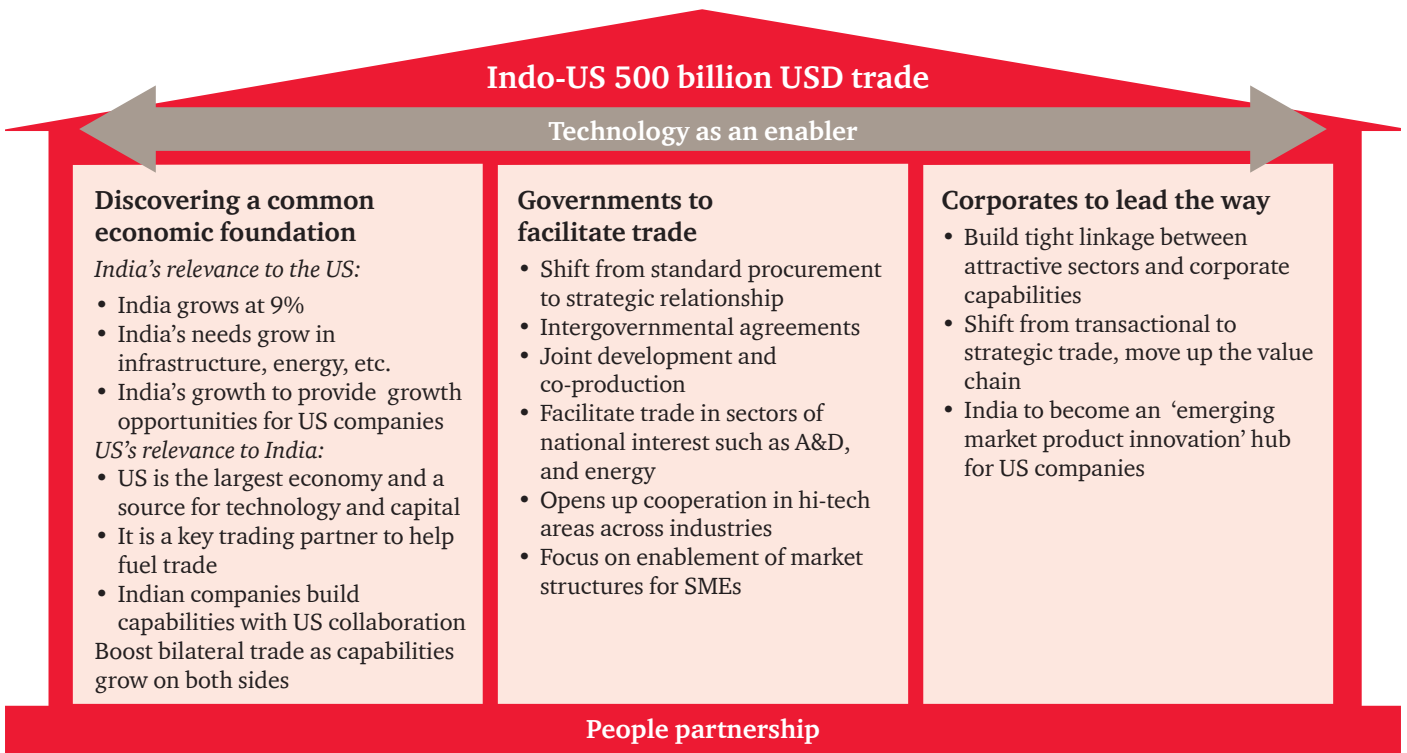 Indo-US 500 billion USD trade
Technology as an enabler
Discovering a common
economic foundation
India’s relevance to the US:
• India grows at 9%
• India’s needs grow in
infrastructure, energy, etc.
• India’s growth to provide growth
opportunities for US companies
US’s relevance to India:
• US is the largest economy and a
source for technology and capital
• It is a key trading partner to help
fuel trade
• Indian companies build
capabilities with US collaboration
Boost bilateral trade as capabilities
grow on both sides
Governments to
facilitate trade
• Shift from standard procurement
to strategic relationship
• Intergovernmental agreements
• Joint development and
co-production
• Facilitate trade in sectors of
national interest such as A&D,
and energy
• Opens up cooperation in hi-tech
areas across industries
• Focus on enablement of market
structures for SMEs
Corporates to lead the way
• Build tight linkage between
attractive sectors and corporate
capabilities
• Shift from transactional to
strategic trade, move up the value
chain
• India to become an ‘emerging
market product innovation’ hub
for US companies
People partnership